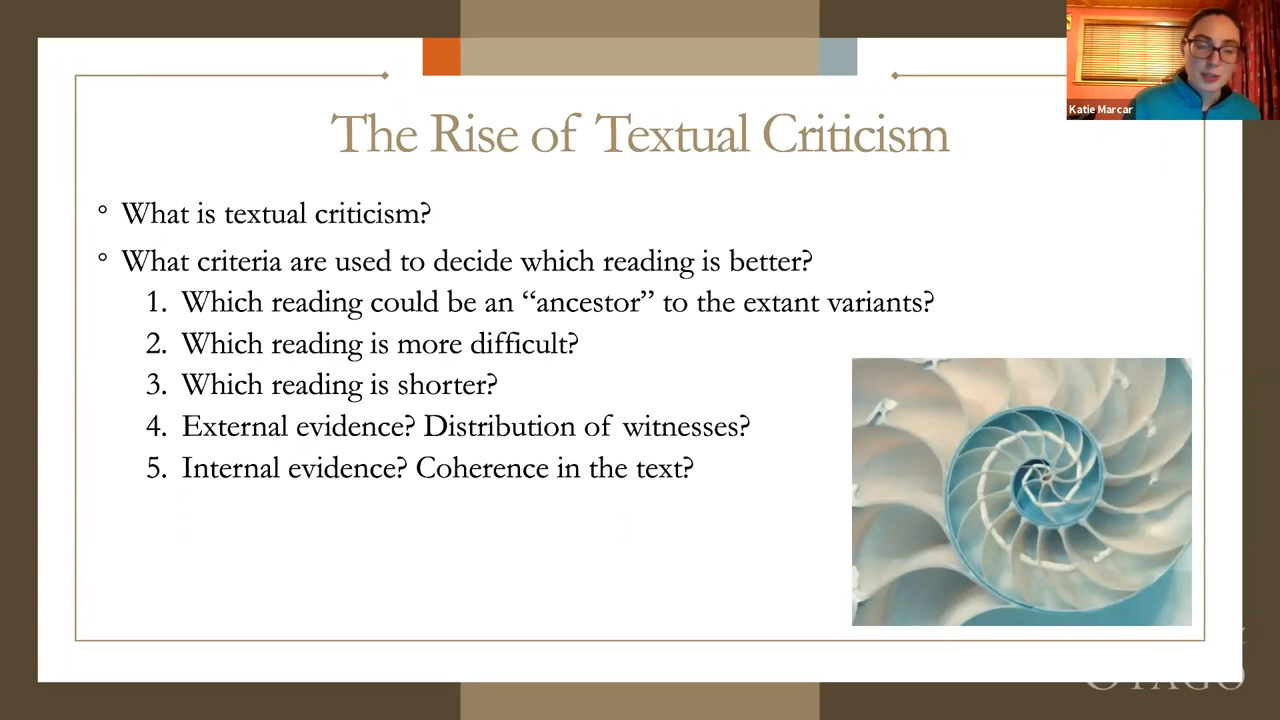 The Rise of Textual Criticism
Katie Marcar
° What is textual criticism?
° What criteria are used to decide which reading is better?
1. Which reading could be an “ancestor” to the extant variants?
2. Which reading is more difficult?
3. Which reading is shorter?
4. External evidence? Distribution of witnesses?
5. Internal evidence? Coherence in the text?